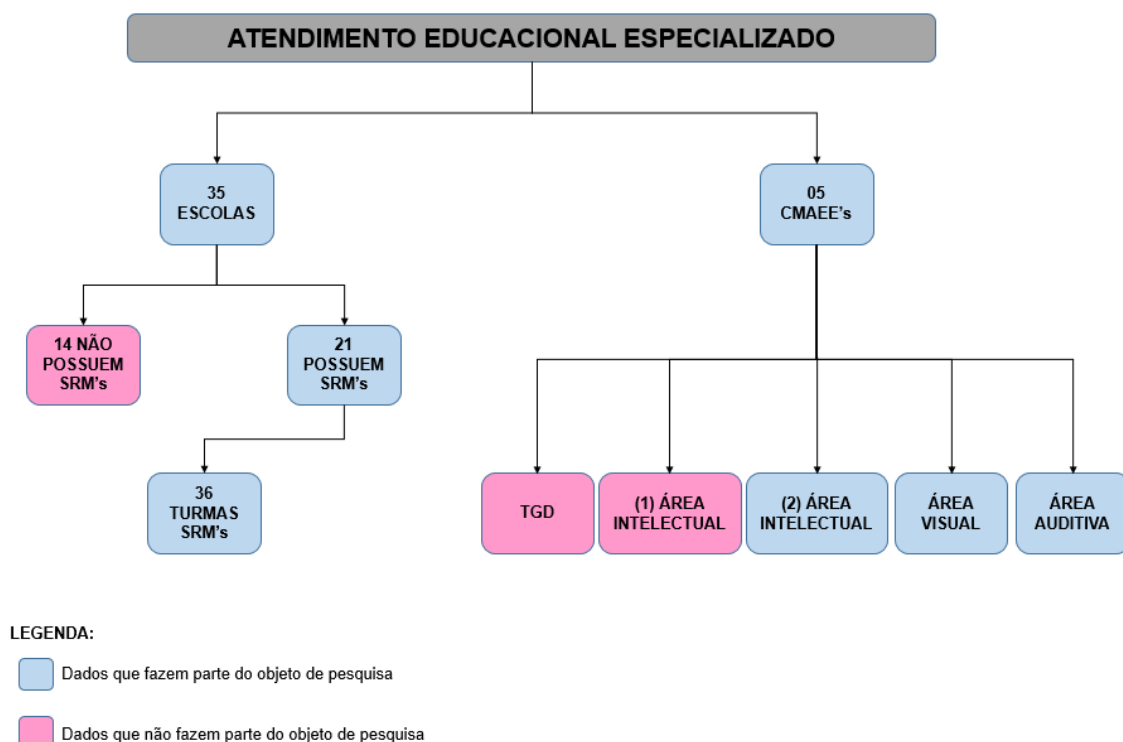 ATENDIMENTO EDUCACIONAL ESPECIALIZADO
35
ESCOLAS
05
CMAEE's
14 NÃO
POSSUEM
SRM's
21
POSSUEM
SRM's
36
TURMAS
SRM's
TGD
(1) ÁREA
INTELECTUAL
(2) ÁREA
INTELECTUAL
ÁREA
VISUAL
ÁREA
AUDITIVA
LEGENDA:
Dados que fazem parte do objeto de pesquisa
Dados que não fazem parte do objeto de pesquisa